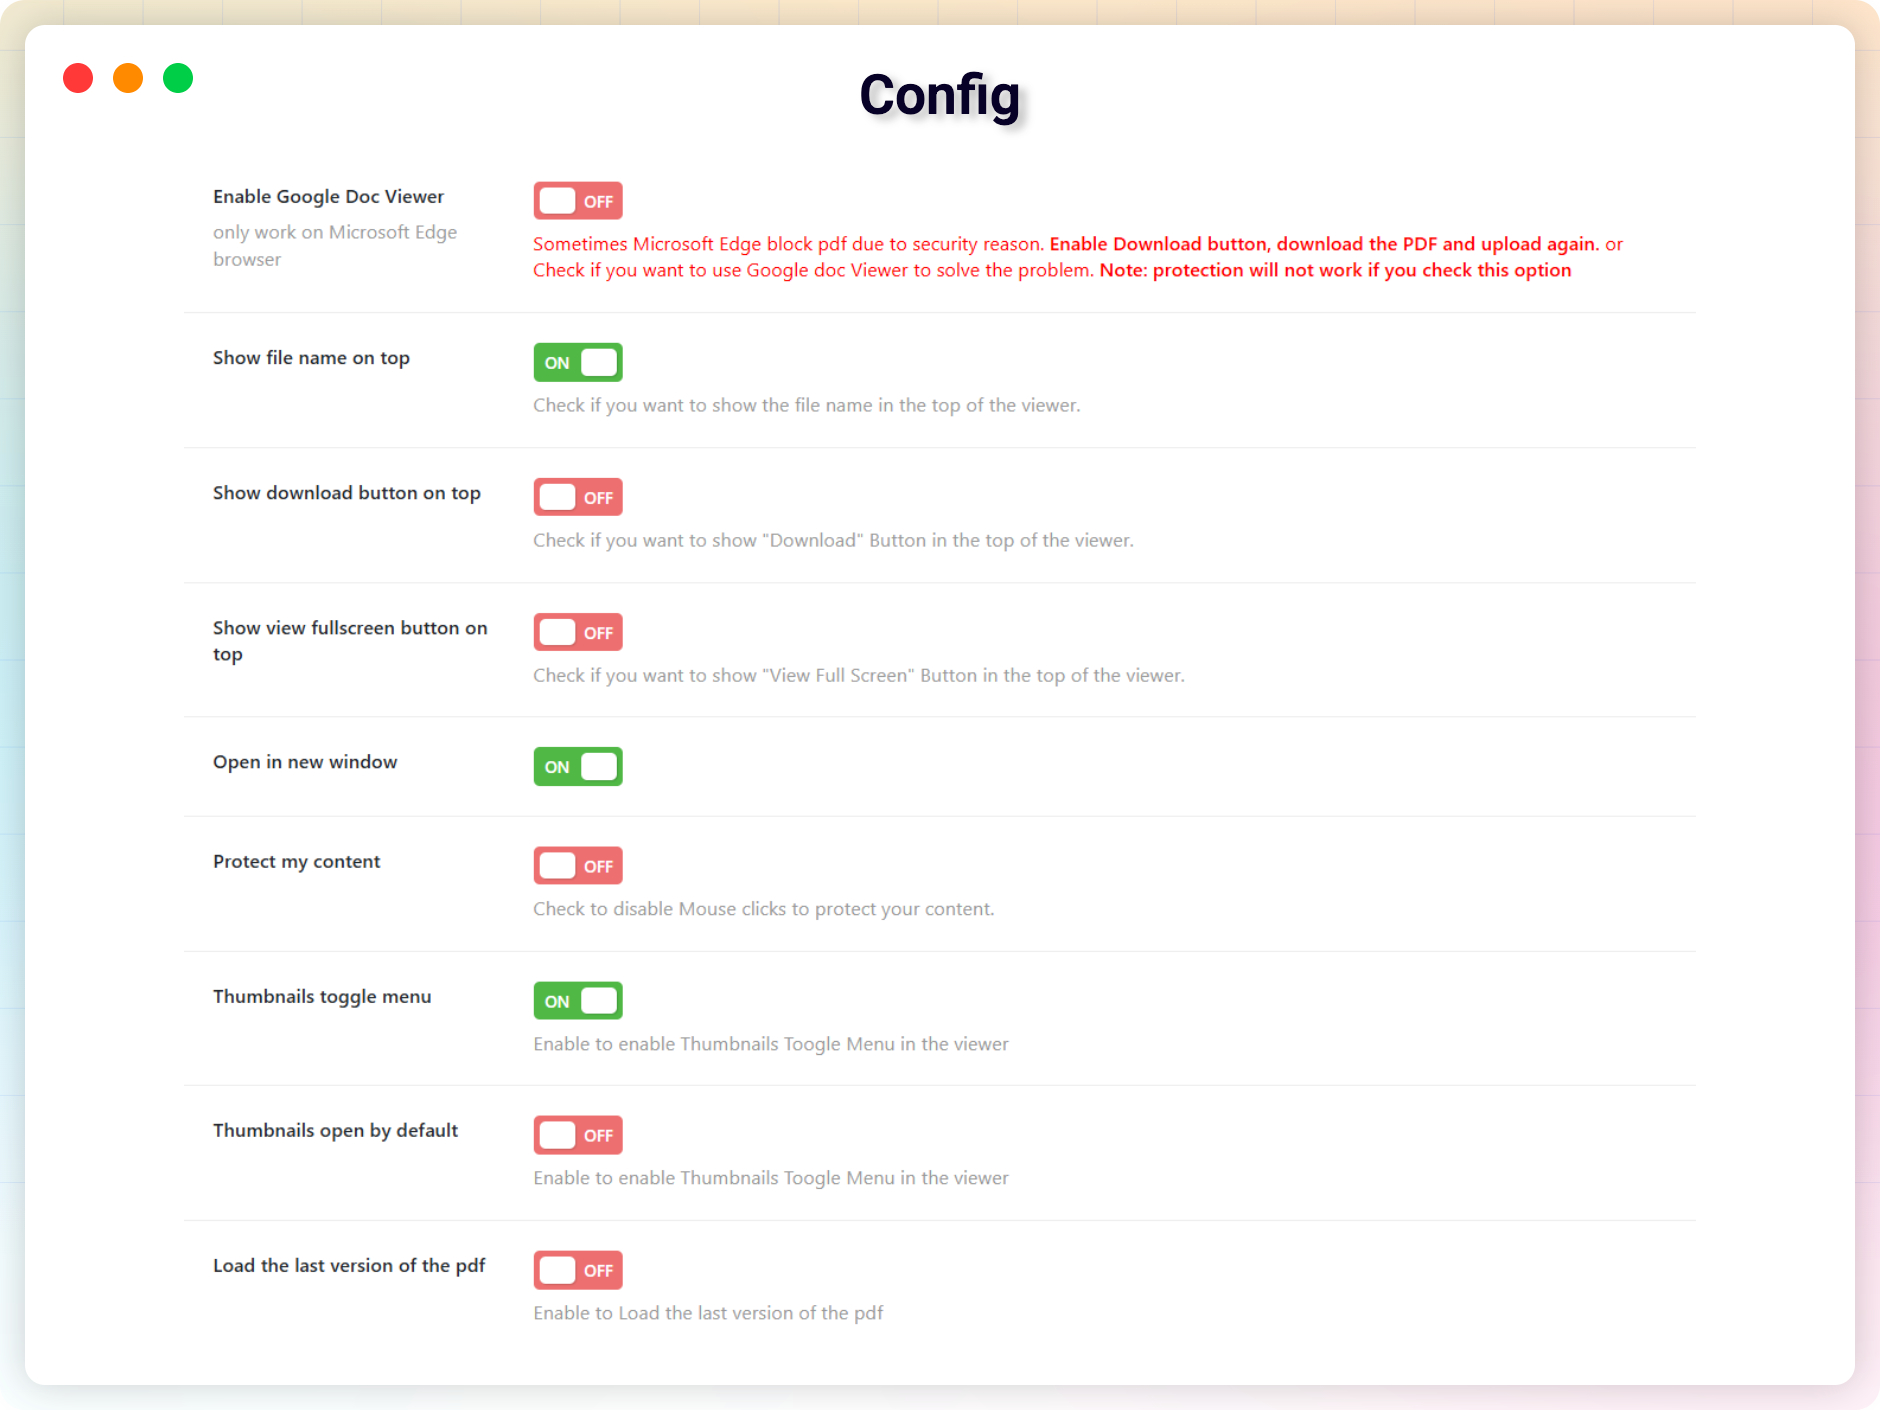 Config
Enable Google Doc Viewer
only work on Microsoft Edge
browser
OFF
Sometimes Microsoft Edge block pdf due to security reason. Enable Download button, download the PDF and upload again. or
Check if you want to use Google doc Viewer to solve the problem. Note: protection will not work if you check this option
Show file name on top
ON
Check if you want to show the file name in the top of the viewer.
Show download button on top
OFF
Check if you want to show "Download" Button in the top of the viewer.
Show view fullscreen button on
top
OFF
Check if you want to show "View Full Screen" Button in the top of the viewer.
Open in new window
ON
Protect my content
OFF
Check to disable Mouse clicks to protect your content.
Thumbnails toggle menu
ON
Enable to enable Thumbnails Toogle Menu in the viewer
Thumbnails open by default
OFF
Enable to enable Thumbnails Toogle Menu in the viewer
Load the last version of the pdf
OFF
Enable to Load the last version of the pdf